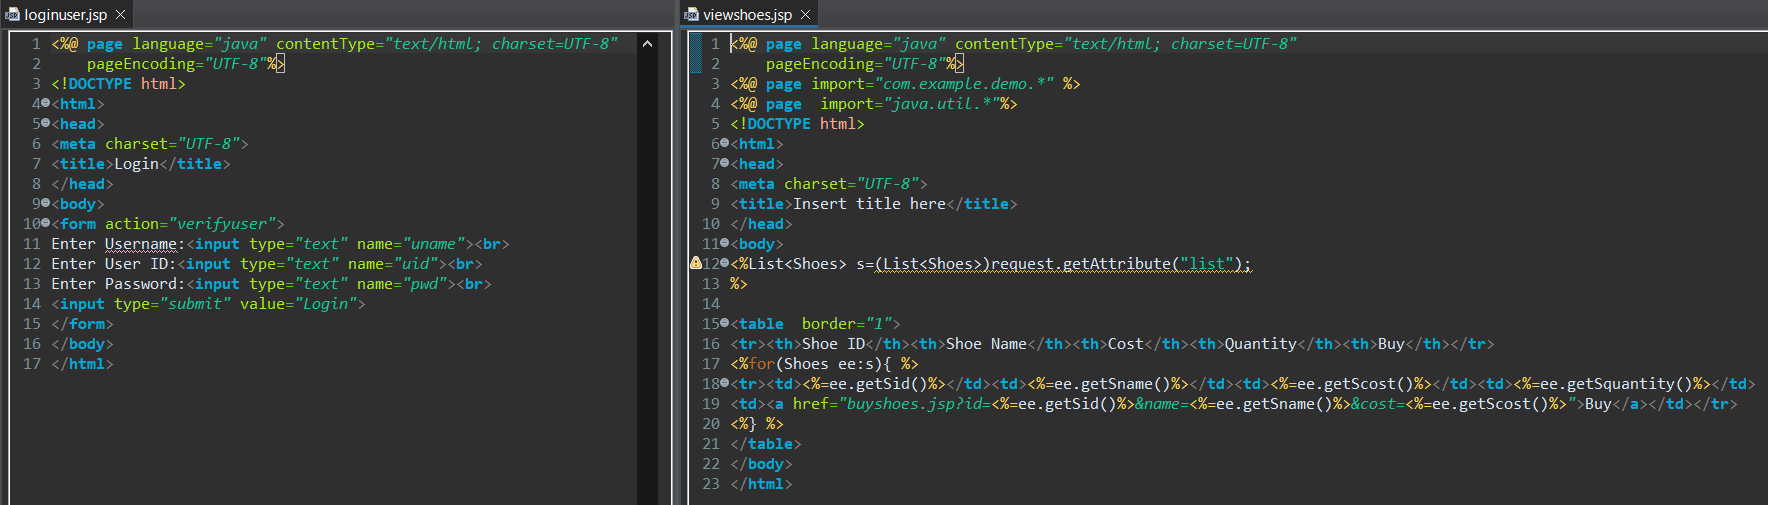 loginuser.jsp
1 <%@ page language="java" contentType="text/html; charset=UTF-8"
2     pageEncoding="UTF-8"%>
3 <!DOCTYPE html>
4 <html>
5 <head>
6 <meta charset="UTF-8">
7 <title>Login</title>
8 </head>
9 <body>
10 <form action="verifyuser">
11 Enter Username:<input type="text" name="uname"><br>
12 Enter User ID:<input type="text" name="uid"><br>
13 Enter Password:<input type="text" name="pwd"><br>
14 <input type="submit" value="Login">
15 </form>
16 </body>
17 </html>
viewshoes.jsp
1 <%@ page language="java" contentType="text/html; charset=UTF-8"
2     pageEncoding="UTF-8"%>
3 <%@ page import="com.example.demo.*" %>
4 <%@ page  import="java.util.*"%>
5 <!DOCTYPE html>
6 <html>
7 <head>
8 <meta charset="UTF-8">
9 <title>Insert title here</title>
10 </head>
11 <body>
12 <%List<Shoes> s=(List<Shoes>)request.getAttribute("list");
13 %>
14
15 <table  border="1">
16 <tr><th>Shoe ID</th><th>Shoe Name</th><th>Cost</th><th>Quantity</th><th>Buy</th></tr>
17 <%for(Shoes ee:s){ %>
18 <tr><td><%=ee.getSid()%></td><td><%=ee.getSname()%></td><td><%=ee.getScost()%></td><td><%=ee.getSquantity()%></td>
19 <td><a href="buyshoes.jsp?id=<%=ee.getSid()%>&name=<%=ee.getSname()%>&cost=<%=ee.getScost()%>">Buy</a></td></tr>
20 <%} %>
21 </table>
22 </body>
23 </html>